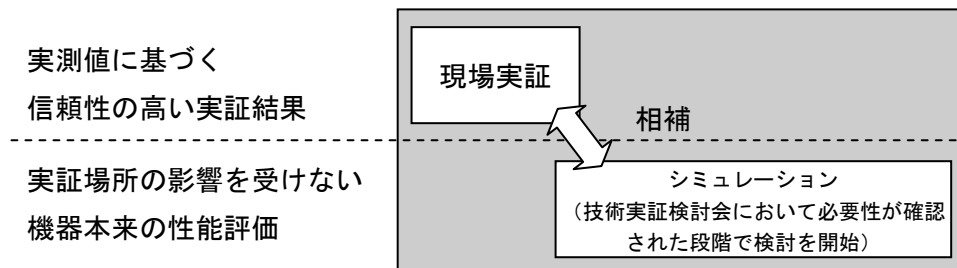 実測値に基づく
信頼性の高い実証結果
現場実証
相補
実証場所の影響を受けない
機器本来の性能評価
シミュレーション
（技術実証検討会において必要性が確認
された段階で検討を開始）